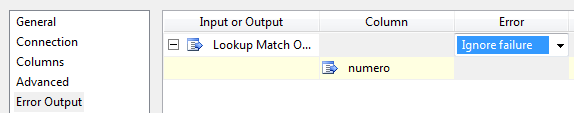 General
Connection
Columns
Advanced
Error Output
Input or Output Column Error
Lookup Match O... Ignore failure
numero